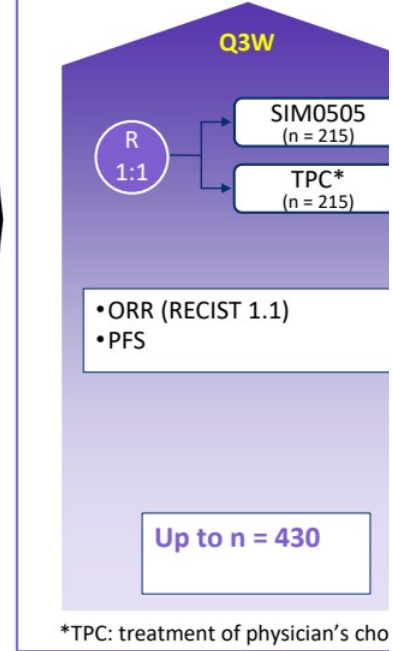 Q3W
SIM0505
(n = 215)
R
1:1
TPC*
(n = 215)
•ORR (RECIST 1.1)
•PFS
Up to n = 430
*TPC: treatment of physician's